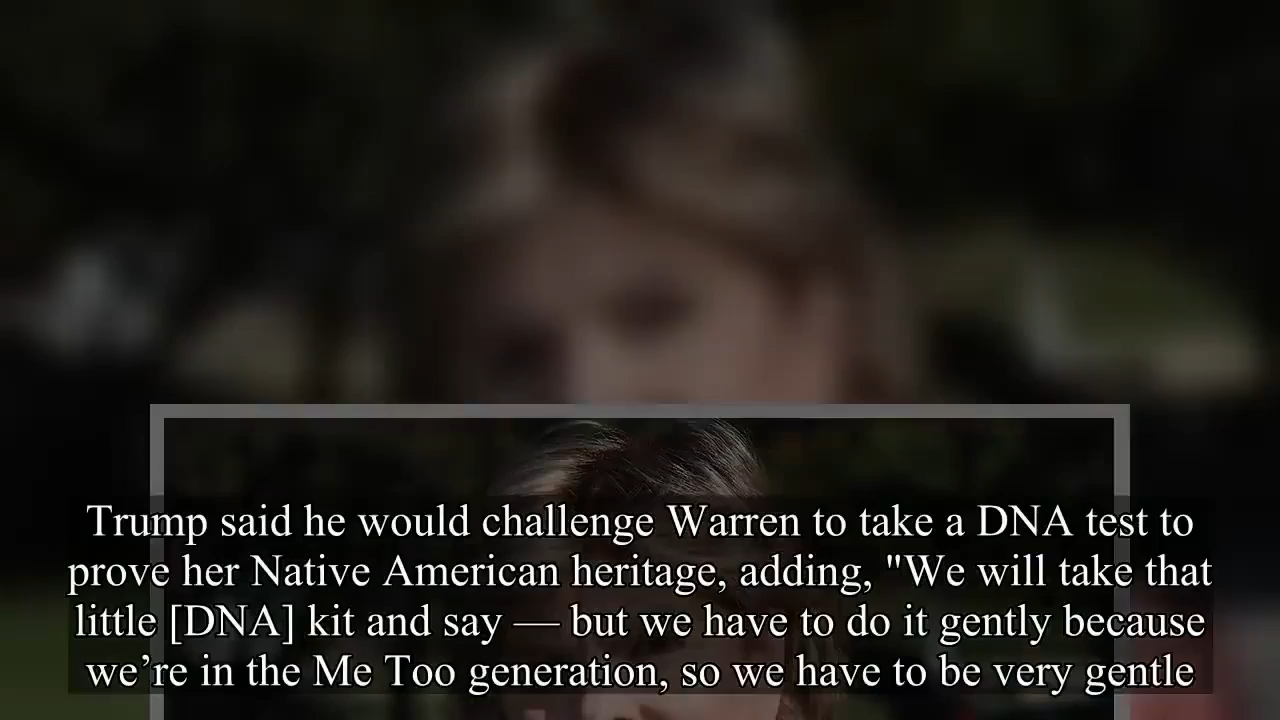 Trump said he would challenge Warren to take a DNA test to
prove her Native American heritage, adding, "We will take that
little [DNA] kit and say — but we have to do it gently because
we’re in the Me Too generation, so we have to be very gentle